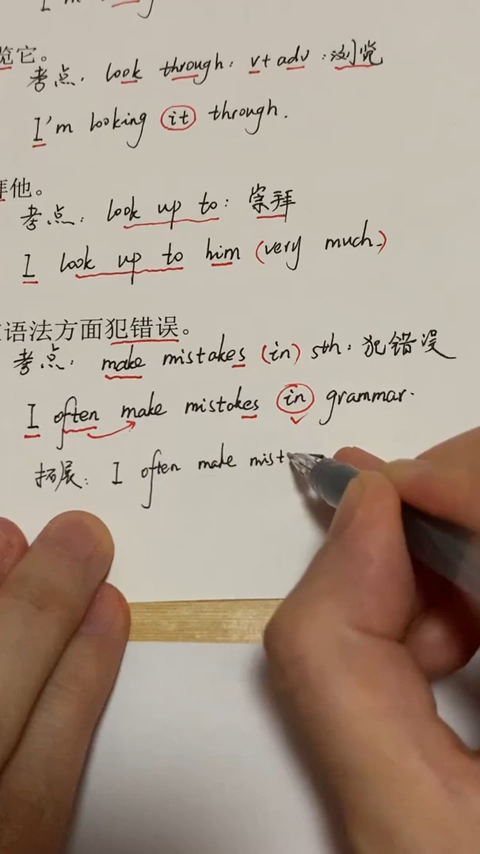 I'm
览它。
考点：look through：v+adv：浏览
I'm looking it through.
拜他。
考点：look up to：崇拜
I look up to him (very much.)
语法方面犯错误。
考点：make mistakes (in) sth：犯错误
I often make mistakes in grammar.
拓展：I often make mist